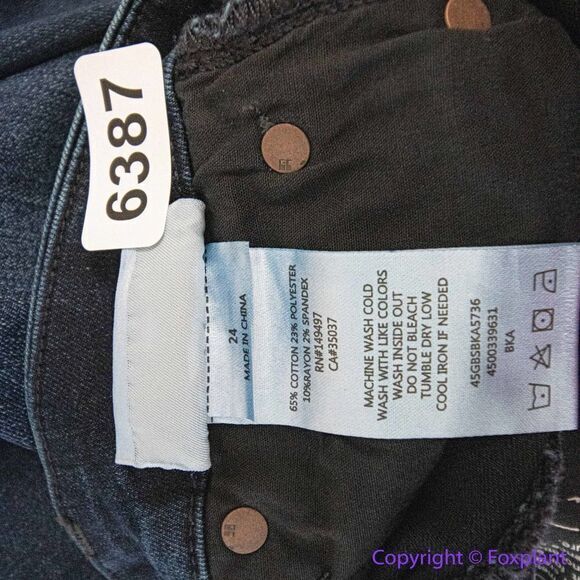 6387
24
MADE IN CHINA
65% COTTON 23% POLYESTER
10%RAYON 2% SPANDEX
RN#149497
CA#35037
MACHINE WASH COLD
WASH WITH LIKE COLORS
WASH INSIDE OUT
DO NOT BLEACH
TUMBLE DRY LOW
COOL IRON IF NEEDED
45GBSBKA5736
4500339631
BKA
Copyright © Foxplant